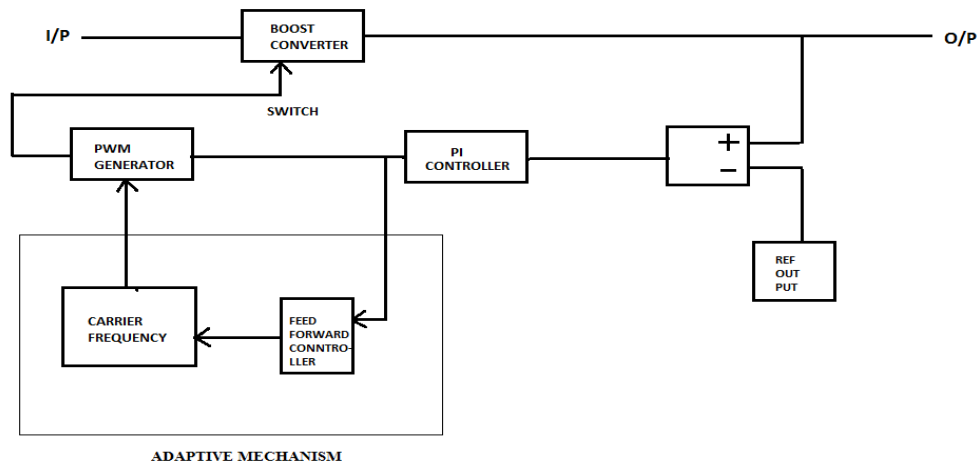 I/P
BOOST
CONVERTER
O/P
SWITCH
PWM
GENERATOR
PI
CONTROLLER
+
−
REF
OUT
PUT
CARRIER
FREQUENCY
FEED
FORWARD
CONNTRO-
LLER
ADAPTIVE MECHANISM